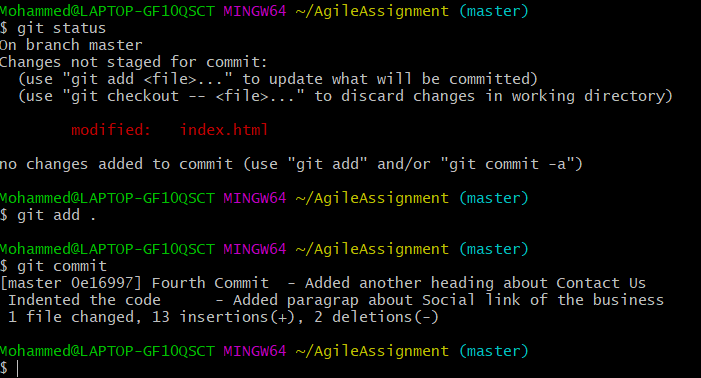 Mohammed@LAPTOP-GF10QSCT MINGW64 ~/AgileAssignment (master)
$ git status
On branch master
Changes not staged for commit:
  (use "git add <file>..." to update what will be committed)
  (use "git checkout -- <file>..." to discard changes in working directory)
        modified:   index.html
no changes added to commit (use "git add" and/or "git commit -a")
Mohammed@LAPTOP-GF10QSCT MINGW64 ~/AgileAssignment (master)
$ git add .
Mohammed@LAPTOP-GF10QSCT MINGW64 ~/AgileAssignment (master)
$ git commit
[master 0e16997] Fourth Commit  - Added another heading about Contact Us
 Indented the code      - Added paragrap about Social link of the business
 1 file changed, 13 insertions(+), 2 deletions(-)
Mohammed@LAPTOP-GF10QSCT MINGW64 ~/AgileAssignment (master)
$